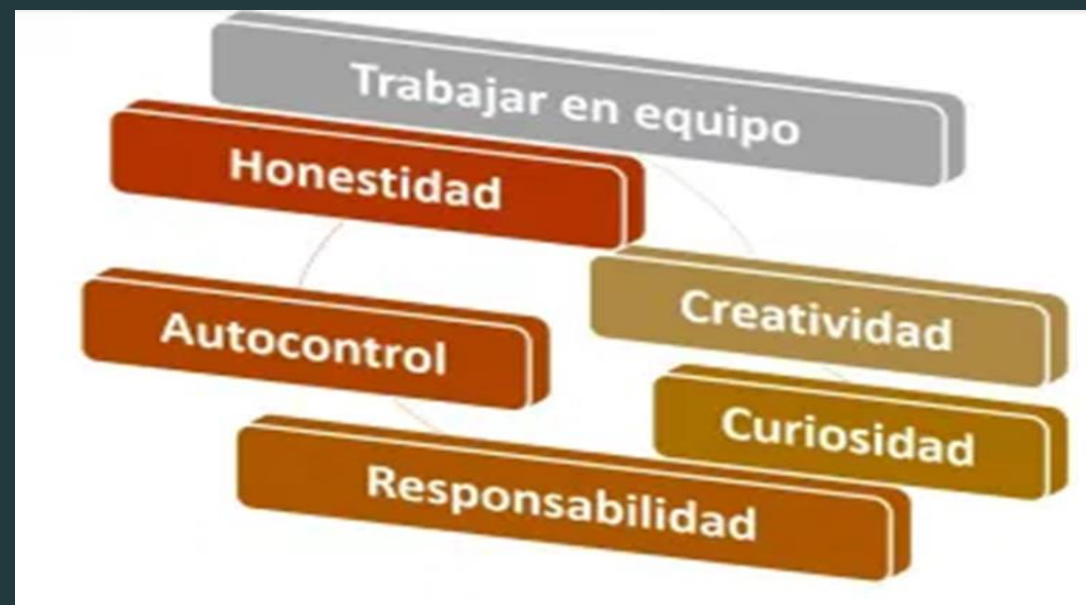 Trabajar en equipo
Honestidad
Creatividad
Autocontrol
Curiosidad
Responsabilidad